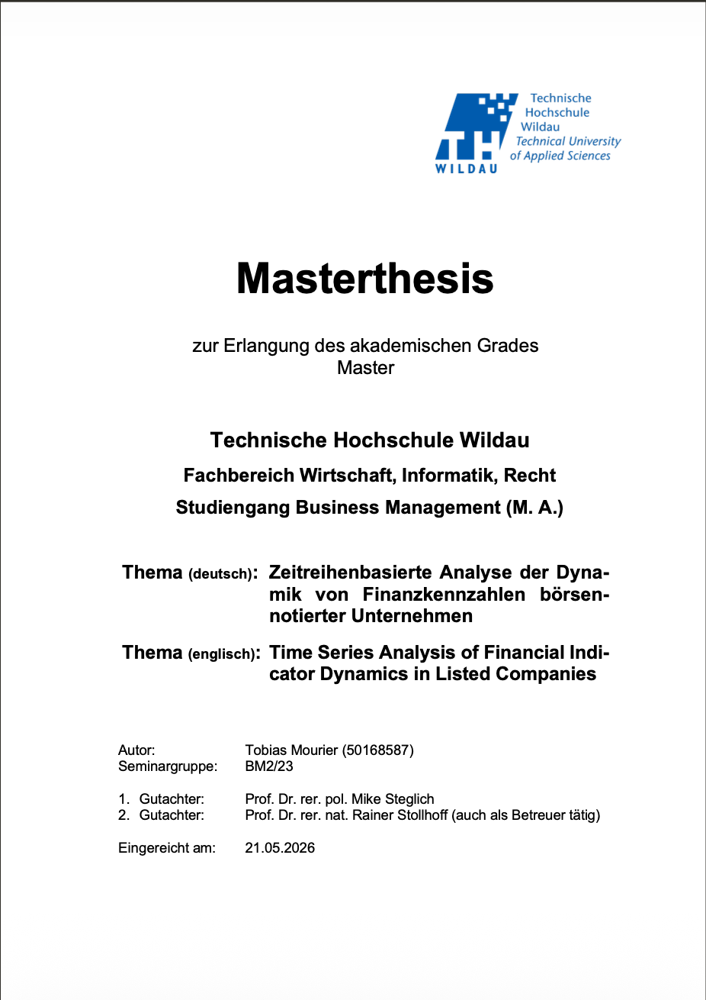 Technische
Hochschule
Wildau
Technical University
of Applied Sciences
TH
WILDAU
Masterthesis
zur Erlangung des akademischen Grades
Master
Technische Hochschule Wildau
Fachbereich Wirtschaft, Informatik, Recht
Studiengang Business Management (M. A.)
Thema (deutsch): Zeitreihenbasierte Analyse der Dyna-
mik von Finanzkennzahlen börsen-
notierter Unternehmen
Thema (englisch): Time Series Analysis of Financial Indi-
cator Dynamics in Listed Companies
Autor: Tobias Mourier (50168587)
Seminargruppe: BM2/23
1. Gutachter: Prof. Dr. rer. pol. Mike Steglich
2. Gutachter: Prof. Dr. rer. nat. Rainer Stollhoff (auch als Betreuer tätig)
Eingereicht am: 21.05.2026